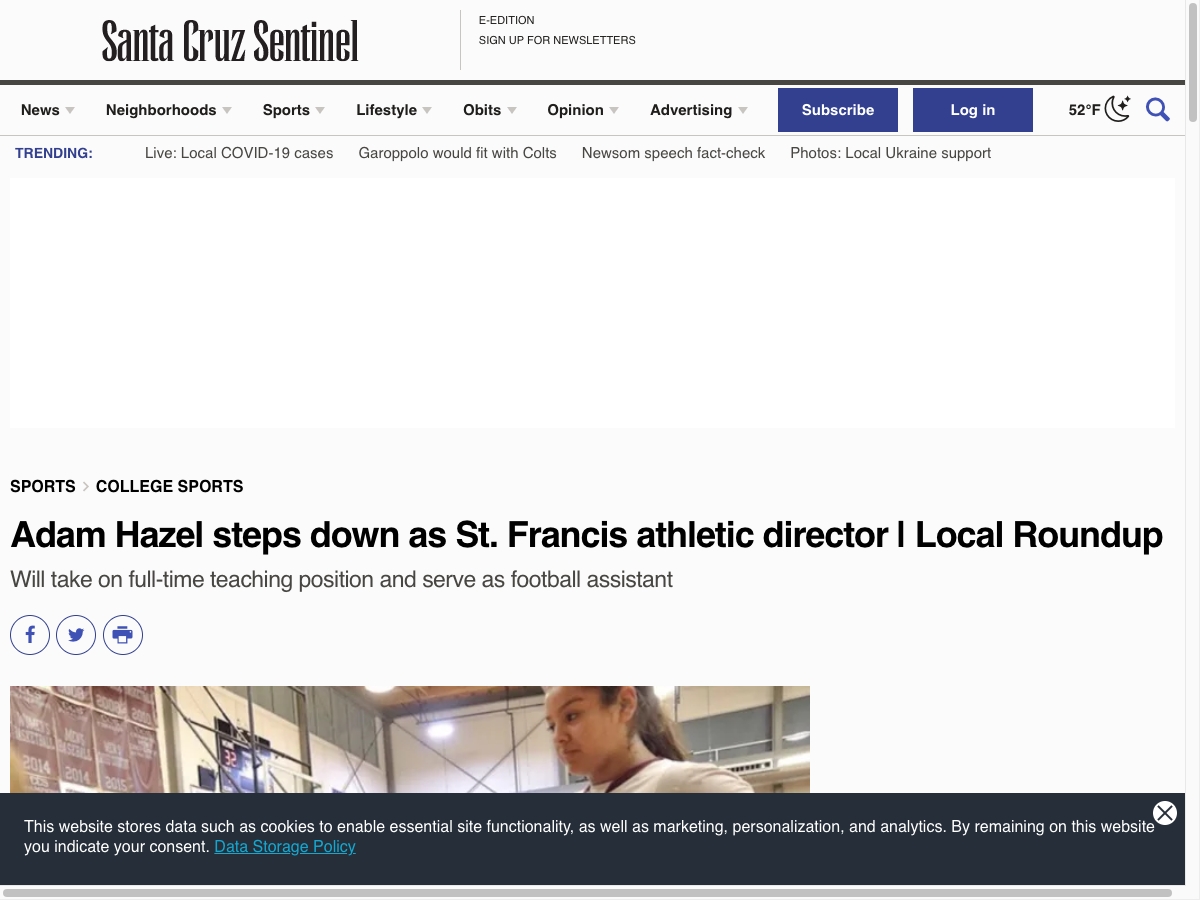 Santa Cruz Sentinel
E-EDITION
SIGN UP FOR NEWSLETTERS
News Neighborhoods Sports Lifestyle Obits Opinion Advertising Subscribe Log in 52°F
TRENDING: Live: Local COVID-19 cases Garoppolo would fit with Colts Newsom speech fact-check Photos: Local Ukraine support
SPORTS > COLLEGE SPORTS
Adam Hazel steps down as St. Francis athletic director | Local Roundup
Will take on full-time teaching position and serve as football assistant
2014
This website stores data such as cookies to enable essential site functionality, as well as marketing, personalization, and analytics. By remaining on this website
you indicate your consent. Data Storage Policy